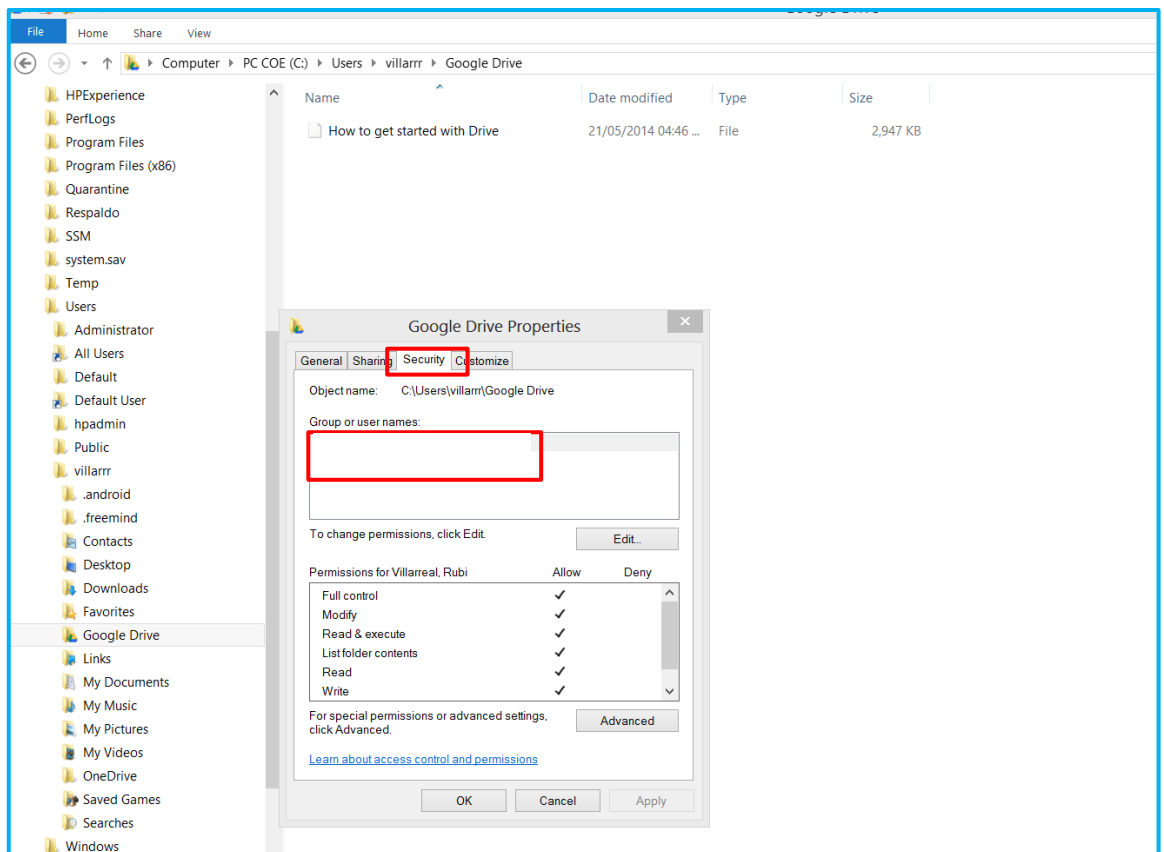 File Home Share View
Computer PC COE (C:) Users villarrr Google Drive
HPExperience
PerfLogs
Program Files
Program Files (x86)
Quarantine
Respaldo
SSM
system.sav
Temp
Users
Administrator
All Users
Default
Default User
hpadmin
Public
villarrr
.android
.freemind
Contacts
Desktop
Downloads
Favorites
Google Drive
Links
My Documents
My Music
My Pictures
My Videos
OneDrive
Saved Games
Searches
Windows
Name Date modified Type Size
How to get started with Drive 21/05/2014 04:46 ... File 2,947 KB
Google Drive Properties
General Sharing Security Customize
Object name: C:\Users\villarrr\Google Drive
Group or user names:
To change permissions, click Edit.
Edit...
Permissions for Villarreal, Rubi Allow Deny
Full control
Modify
Read & execute
List folder contents
Read
Write
For special permissions or advanced settings,
click Advanced.
Advanced
Learn about access control and permissions
OK Cancel Apply